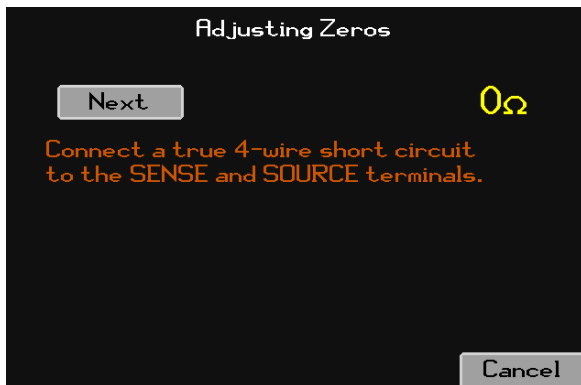 Adjusting Zeros
Next
0Ω
Connect a true 4-wire short circuit
to the SENSE and SOURCE terminals.
Cancel